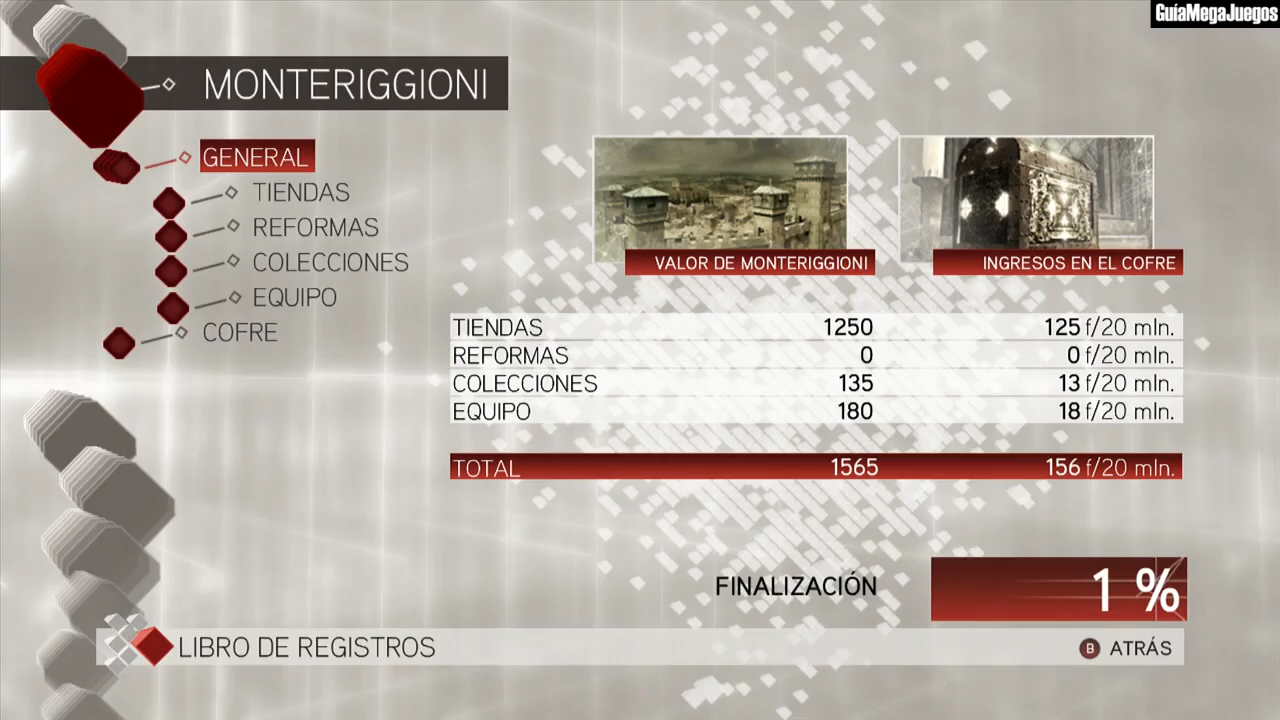 GuíaMegaJuegos
MONTERIGGIONI
GENERAL
TIENDAS
REFORMAS
COLECCIONES
EQUIPO
COFRE
VALOR DE MONTERIGGIONI
INGRESOS EN EL COFRE
TIENDAS 1250 125 f/20 mln.
REFORMAS 0 0 f/20 mln.
COLECCIONES 135 13 f/20 mln.
EQUIPO 180 18 f/20 mln.
TOTAL 1565 156 f/20 mln.
FINALIZACIÓN 1 %
LIBRO DE REGISTROS
B ATRÁS